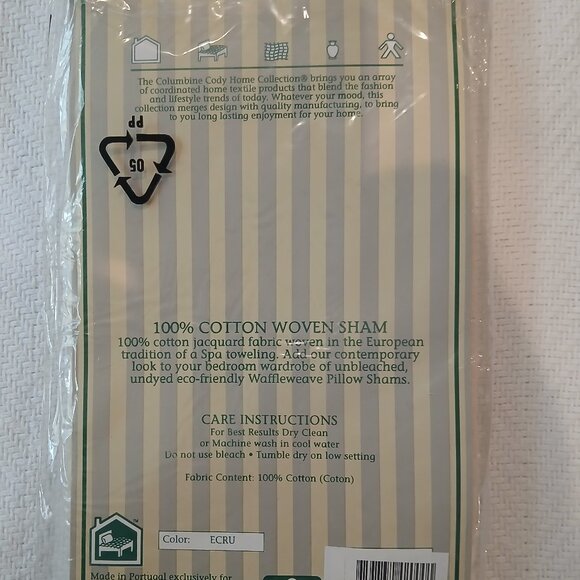 The Columbine Cody Home Collection® brings you an array
of coordinated home textile products that blend the fashion
and lifestyle trends of today. Whatever your mood, this
collection merges design with quality manufacturing, to bring
to you long lasting enjoyment for your home.
PP
05
100% COTTON WOVEN SHAM
100% cotton jacquard fabric woven in the European
tradition of a Spa toweling. Add our contemporary
look to your bedroom wardrobe of unbleached,
undyed eco-friendly Waffleweave Pillow Shams.
CARE INSTRUCTIONS
For Best Results Dry Clean
or Machine wash in cool water
Do not use bleach • Tumble dry on low setting
Fabric Content: 100% Cotton (Coton)
TM
Color: ECRU
Made in Portugal exclusively for